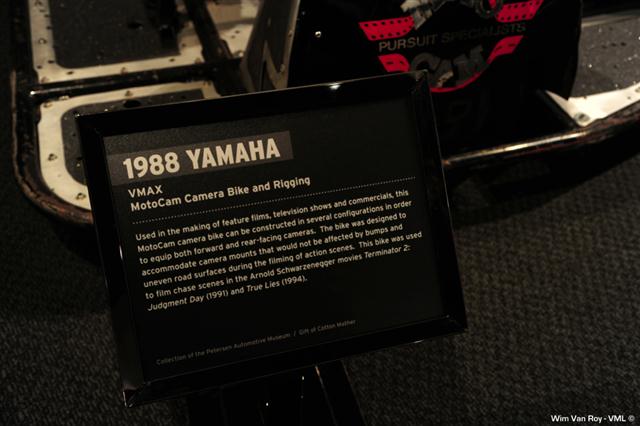 PURSUIT SPECIALISTS
CAM
1988 YAMAHA
VMAX
MotoCam Camera Bike and Rigging
Used in the making of feature films, television shows and commercials, this
MotoCam camera bike can be constructed in several configurations in order
to equip both forward and rear-facing cameras. The bike was designed to
accommodate camera mounts that would not be affected by bumps and
uneven road surfaces during the filming of action scenes. This bike was used
to film chase scenes in the Arnold Schwarzenegger movies Terminator 2:
Judgment Day (1991) and True Lies (1994).
Collection of the Petersen Automotive Museum / Gift of Cotton Mather
Wim Van Roy - VML ©